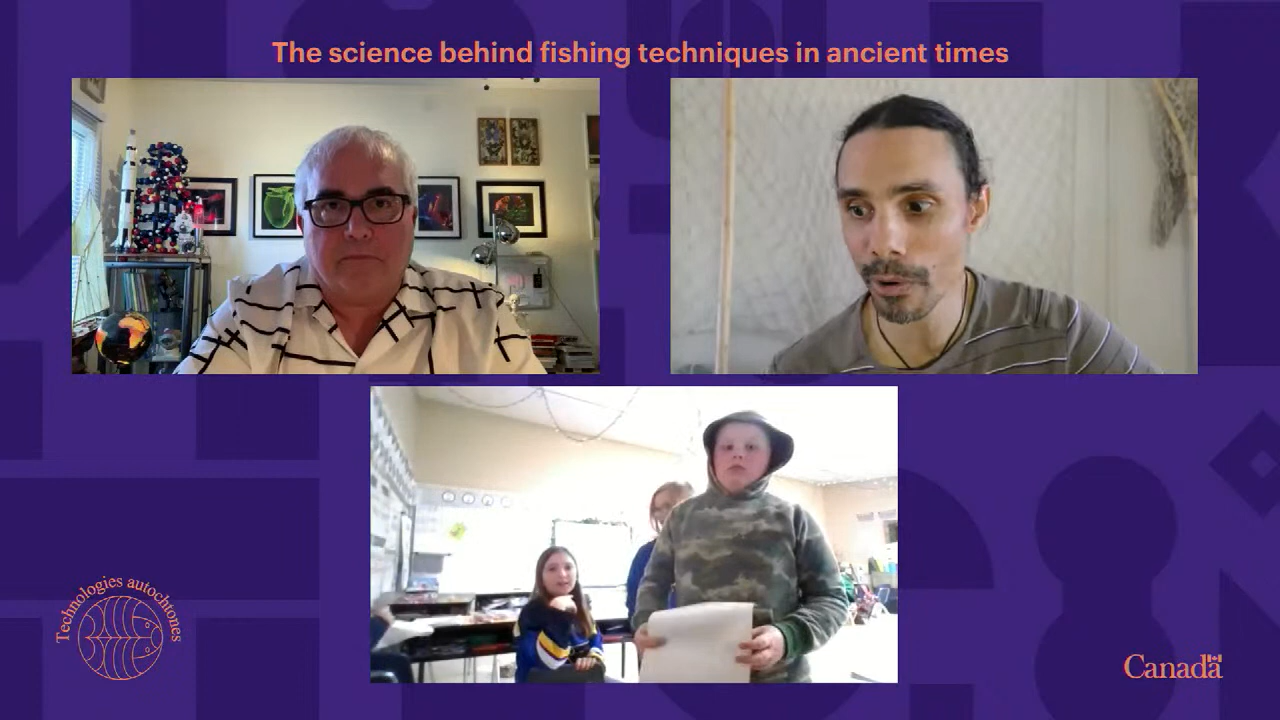 The science behind fishing techniques in ancient times
Technologies autochtones
Canada